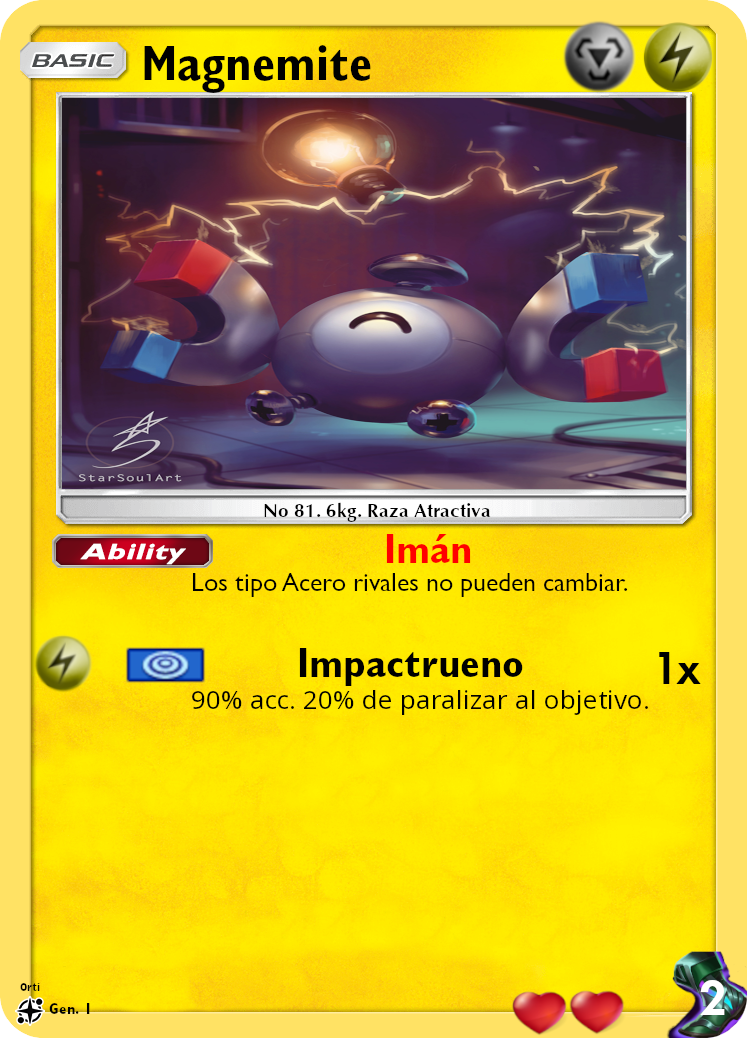 BASIC
Magnemite
StarSoulArt
No 81. 6kg. Raza Atractiva
Ability
Imán
Los tipo Acero rivales no pueden cambiar.
Impactrueno
1x
90% acc. 20% de paralizar al objetivo.
Orti
Gen. 1
2